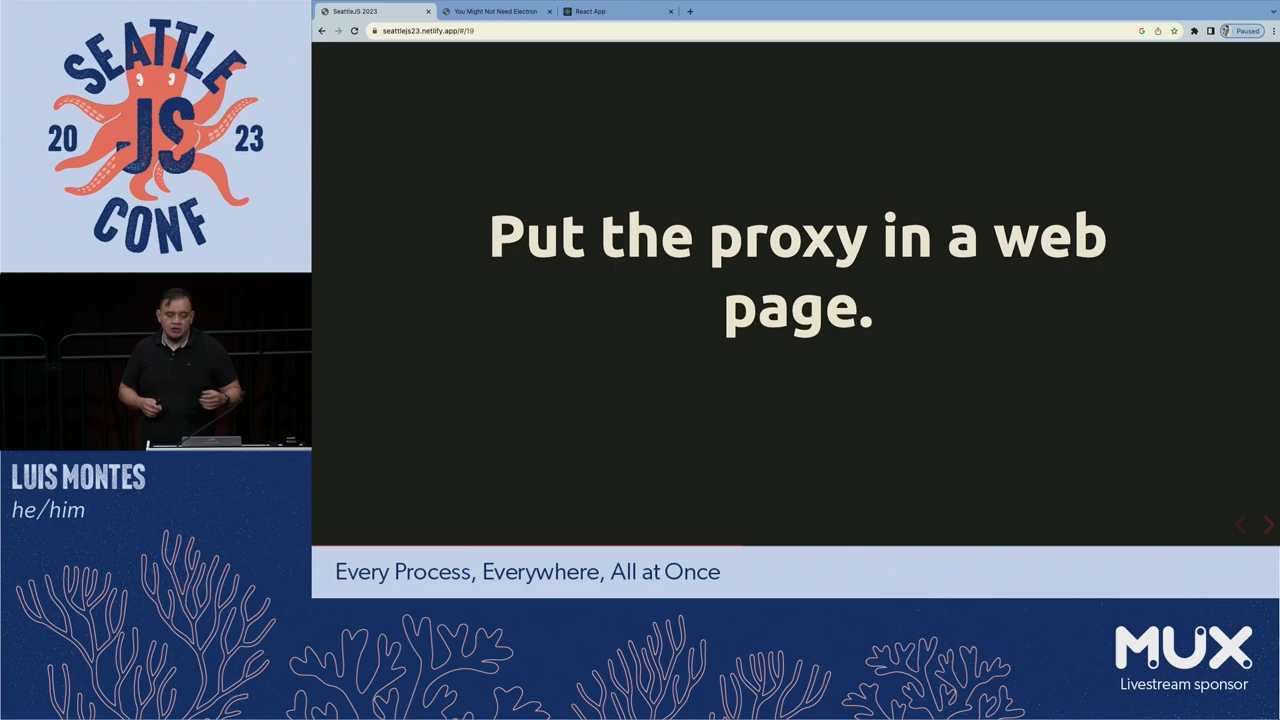 SEATTLE
JS
20 23
CONF
SeattleJS 2023
You Might Not Need Electron
React App
seattlejs23.netlify.app/#/19
Paused
Put the proxy in a web
page.
LUIS MONTES
he/him
Every Process, Everywhere, All at Once
MUX
Livestream sponsor